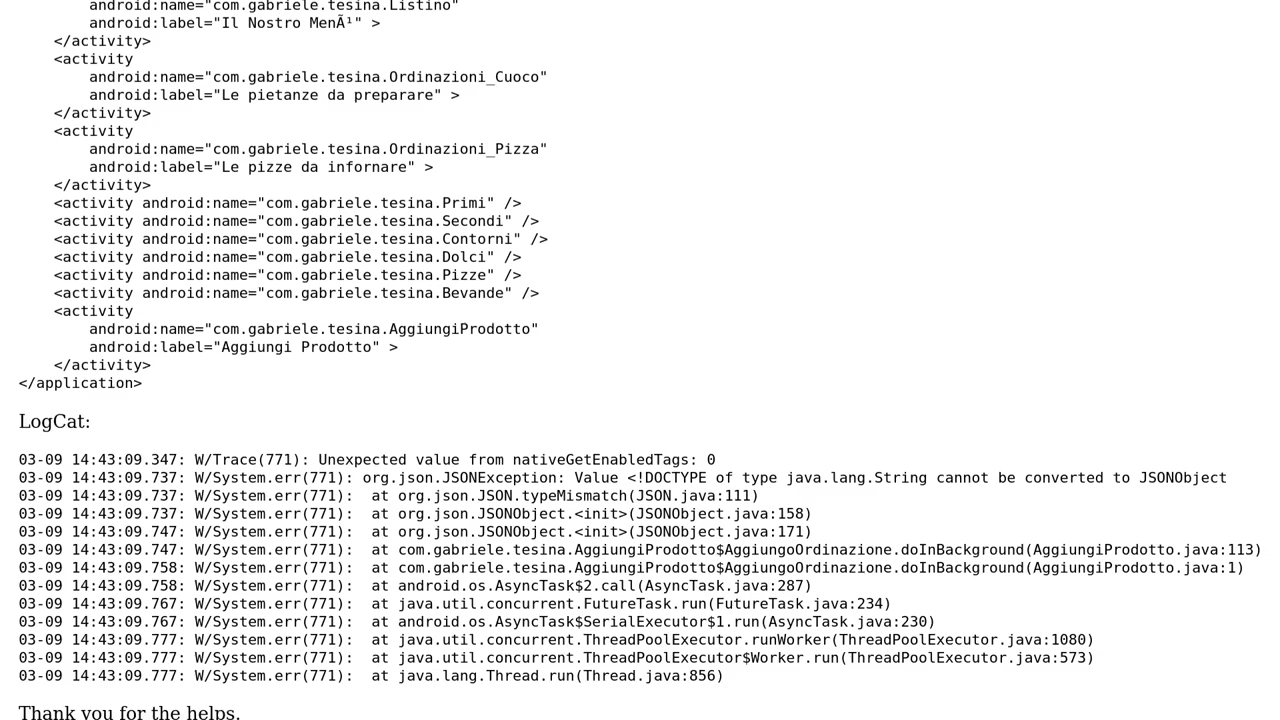 android:name="com.gabriele.tesina.Listino"
android:label="Il Nostro MenÃ¹" >
</activity>
<activity
android:name="com.gabriele.tesina.Ordinazioni_Cuoco"
android:label="Le pietanze da preparare" >
</activity>
<activity
android:name="com.gabriele.tesina.Ordinazioni_Pizza"
android:label="Le pizze da infornare" >
</activity>
<activity android:name="com.gabriele.tesina.Primi" />
<activity android:name="com.gabriele.tesina.Secondi" />
<activity android:name="com.gabriele.tesina.Contorni" />
<activity android:name="com.gabriele.tesina.Dolci" />
<activity android:name="com.gabriele.tesina.Pizze" />
<activity android:name="com.gabriele.tesina.Bevande" />
<activity
android:name="com.gabriele.tesina.AggiungiProdotto"
android:label="Aggiungi Prodotto" >
</activity>
</application>
LogCat:
03-09 14:43:09.347: W/Trace(771): Unexpected value from nativeGetEnabledTags: 0
03-09 14:43:09.737: W/System.err(771): org.json.JSONException: Value <!DOCTYPE of type java.lang.String cannot be converted to JSONObject
03-09 14:43:09.737: W/System.err(771):  at org.json.JSON.typeMismatch(JSON.java:111)
03-09 14:43:09.737: W/System.err(771):  at org.json.JSONObject.<init>(JSONObject.java:158)
03-09 14:43:09.747: W/System.err(771):  at org.json.JSONObject.<init>(JSONObject.java:171)
03-09 14:43:09.747: W/System.err(771):  at com.gabriele.tesina.AggiungiProdotto$AggiungoOrdinazione.doInBackground(AggiungiProdotto.java:113)
03-09 14:43:09.758: W/System.err(771):  at com.gabriele.tesina.AggiungiProdotto$AggiungoOrdinazione.doInBackground(AggiungiProdotto.java:1)
03-09 14:43:09.758: W/System.err(771):  at android.os.AsyncTask$2.call(AsyncTask.java:287)
03-09 14:43:09.767: W/System.err(771):  at java.util.concurrent.FutureTask.run(FutureTask.java:234)
03-09 14:43:09.767: W/System.err(771):  at android.os.AsyncTask$SerialExecutor$1.run(AsyncTask.java:230)
03-09 14:43:09.777: W/System.err(771):  at java.util.concurrent.ThreadPoolExecutor.runWorker(ThreadPoolExecutor.java:1080)
03-09 14:43:09.777: W/System.err(771):  at java.util.concurrent.ThreadPoolExecutor$Worker.run(ThreadPoolExecutor.java:573)
03-09 14:43:09.777: W/System.err(771):  at java.lang.Thread.run(Thread.java:856)
Thank you for the helps.